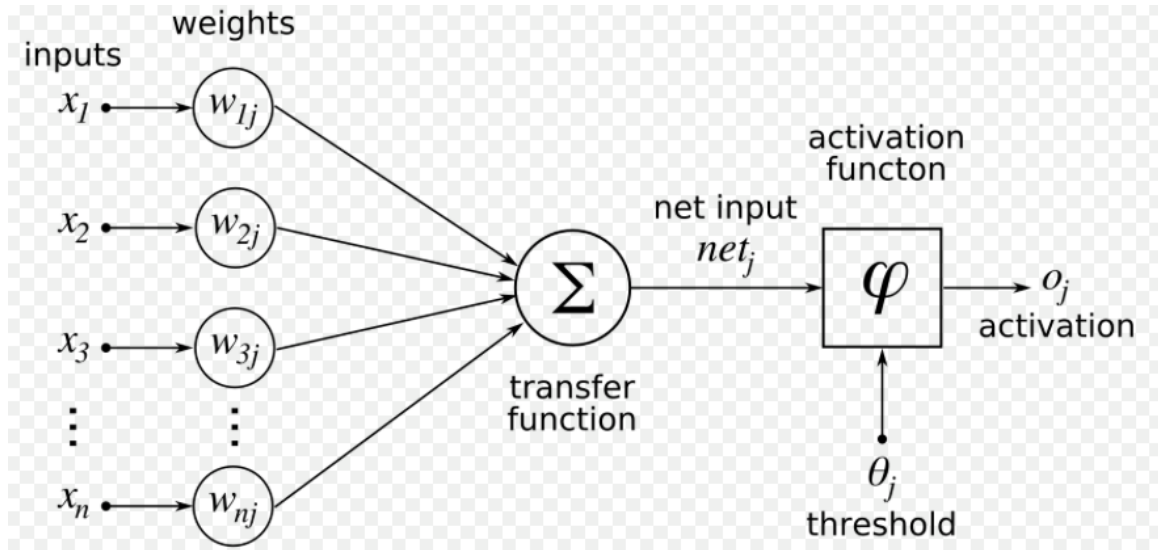 weights
inputs
x₁
w₁ⱼ
x₂
w₂ⱼ
x₃
w₃ⱼ
⋮ ⋮
xₙ
wₙⱼ
Σ
transfer
function
net input
netⱼ
activation
functon
φ
oⱼ
activation
θⱼ
threshold